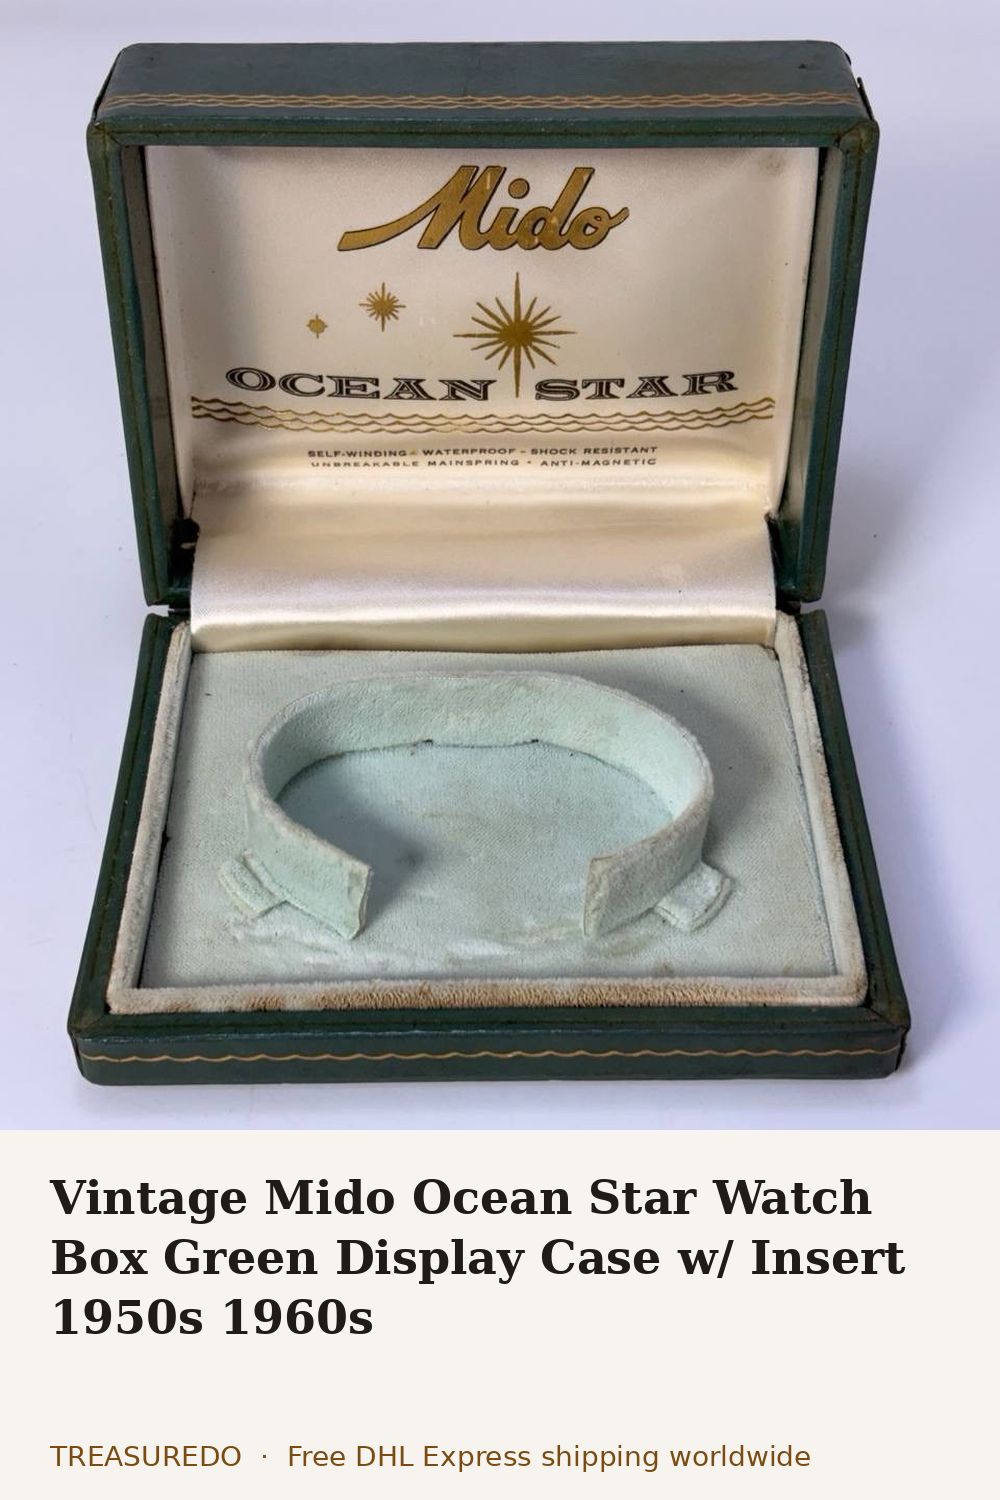 Mido
OCEAN STAR
SELF-WINDING - WATERPROOF - SHOCK RESISTANT
UNBREAKABLE MAINSPRING - ANTI-MAGNETIC
Vintage Mido Ocean Star Watch
Box Green Display Case w/ Insert
1950s 1960s
TREASUREDO · Free DHL Express shipping worldwide